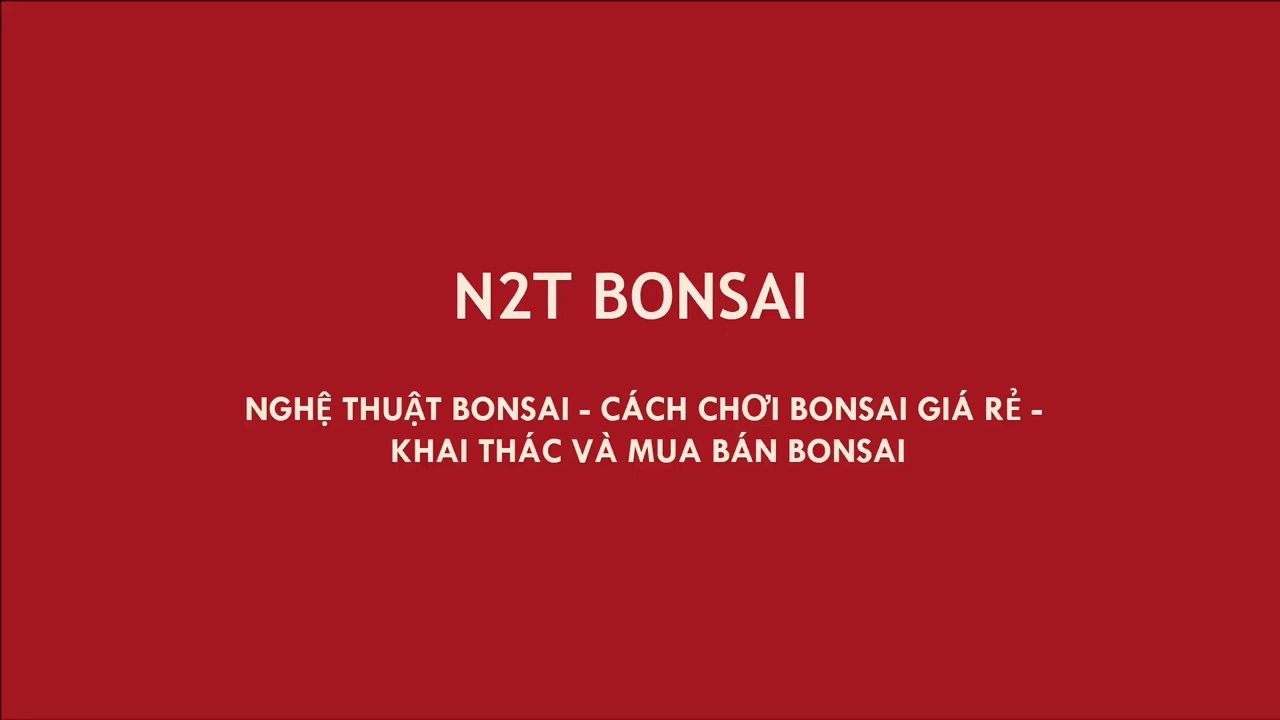 N2T BONSAI
NGHỆ THUẬT BONSAI - CÁCH CHƠI BONSAI GIÁ RẺ -
KHAI THÁC VÀ MUA BÁN BONSAI